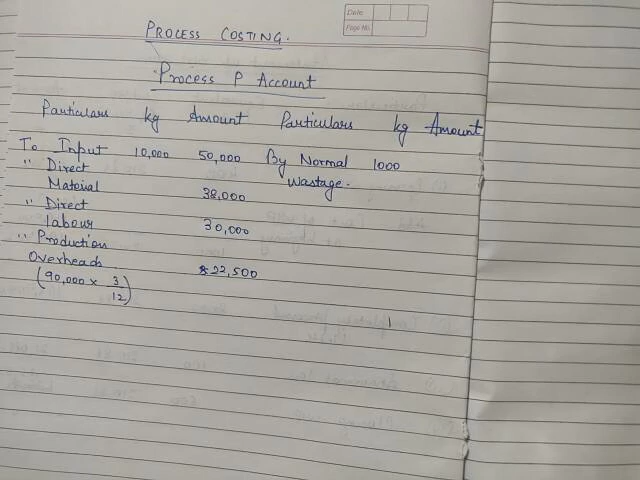 Date
Page No.
PROCESS COSTING.
Process P Account
Particulars kg Amount Particulars kg Amount
To Input 10,000 50,000 By Normal 1000
" Direct Wastage.
Material 38,000
" Direct
Labour 30,000
" Production
Overheads 22,500
(90,000 x 3/12)